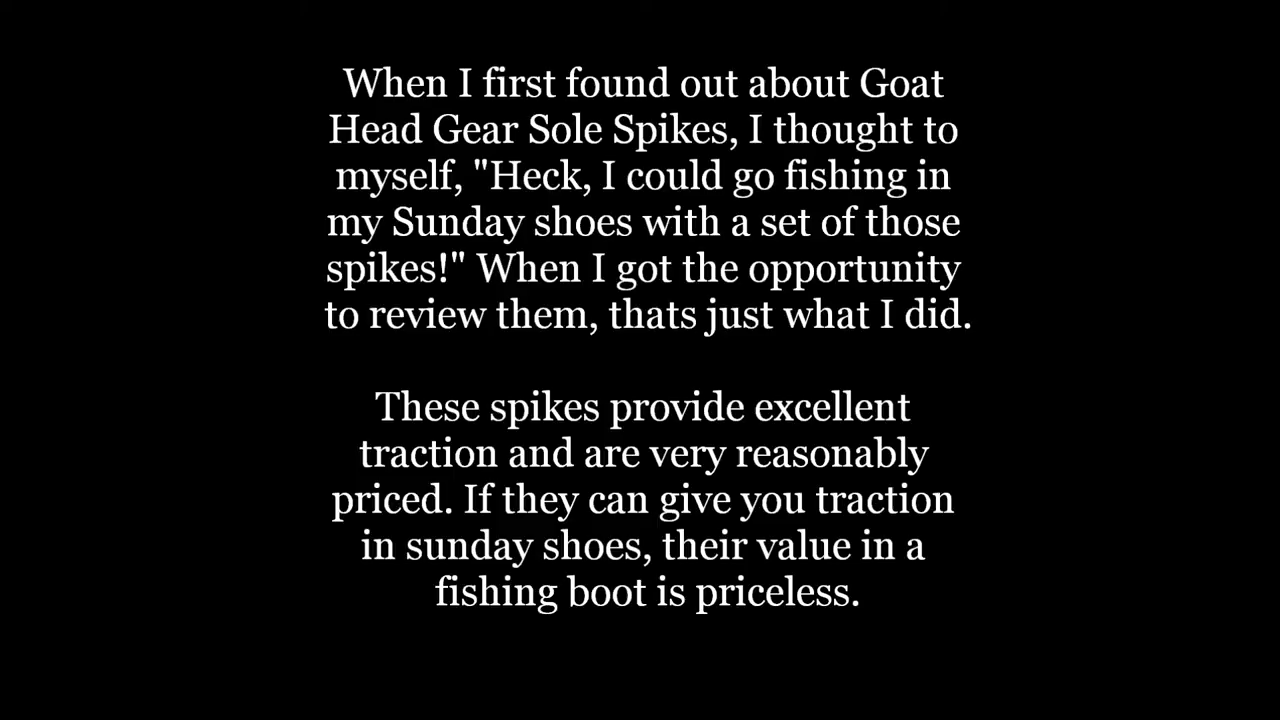 When I first found out about Goat
Head Gear Sole Spikes, I thought to
myself, "Heck, I could go fishing in
my Sunday shoes with a set of those
spikes!" When I got the opportunity
to review them, thats just what I did.
These spikes provide excellent
traction and are very reasonably
priced. If they can give you traction
in sunday shoes, their value in a
fishing boot is priceless.